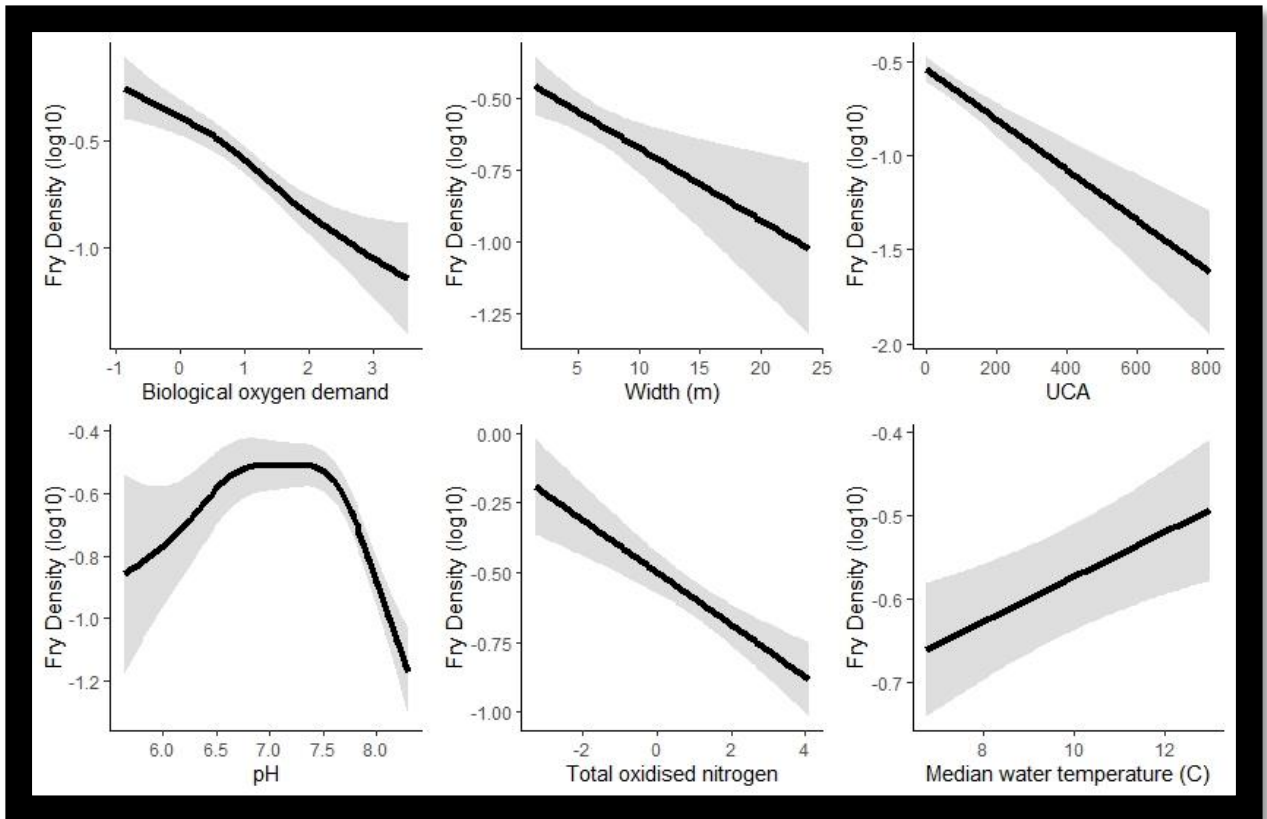 Fry Density (log10)
-0.5
-1.0
-1 0 1 2 3
Biological oxygen demand
Fry Density (log10)
-0.50
-0.75
-1.00
-1.25
5 10 15 20 25
Width (m)
Fry Density (log10)
-0.5
-1.0
-1.5
-2.0
0 200 400 600 800
UCA
Fry Density (log10)
-0.4
-0.6
-0.8
-1.0
-1.2
6.0 6.5 7.0 7.5 8.0
pH
Fry Density (log10)
0.00
-0.25
-0.50
-0.75
-1.00
-2 0 2 4
Total oxidised nitrogen
Fry Density (log10)
-0.4
-0.5
-0.6
-0.7
8 10 12
Median water temperature (C)